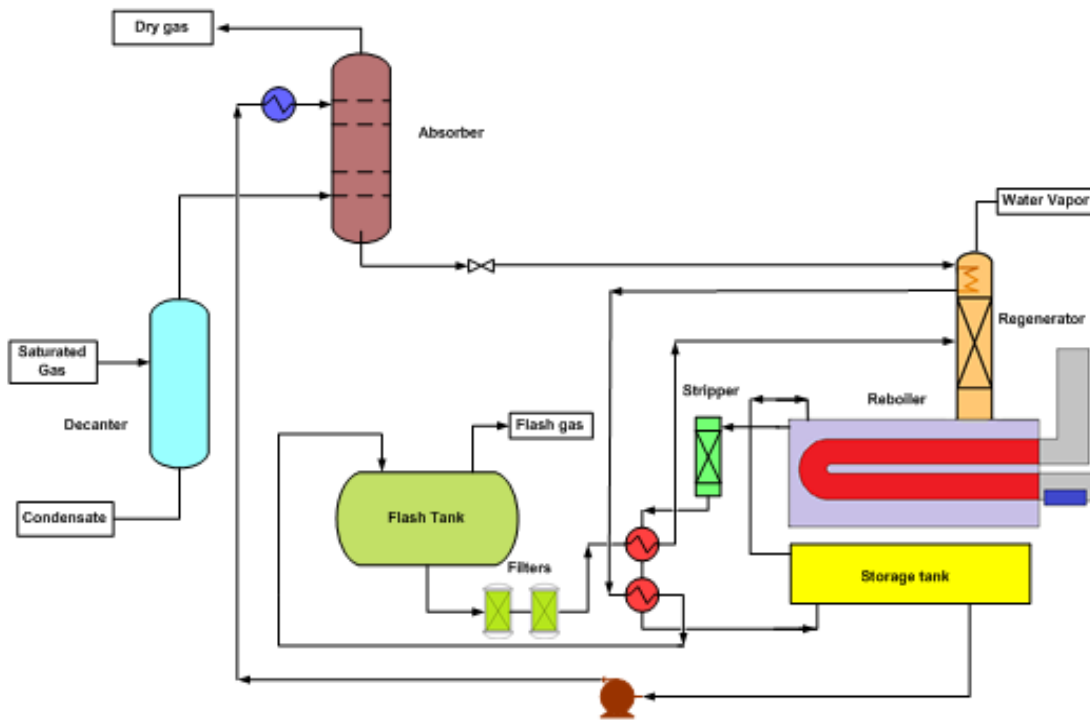 Dry gas
Absorber
Water Vapor
Regenerator
Saturated
Gas
Stripper
Reboiler
Decanter
Flash gas
Condensate
Flash Tank
Filters
Storage tank